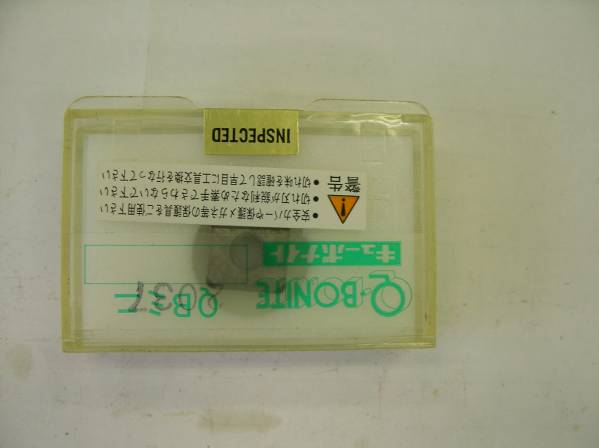 Q-BONITE
キューボナイト
安全カバーや保護メガネ等の保護具をご使用下さい
切れ刃が鋭利なため素手でさわらないで下さい
切れ味を確認して早目に工具交換を行なって下さい
警告
INSPECTED